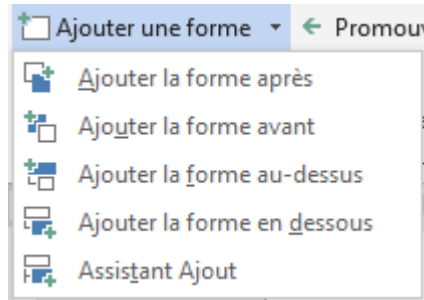 Ajouter une forme Promouv
Ajouter la forme après
Ajouter la forme avant
Ajouter la forme au-dessus
Ajouter la forme en dessous
Assistant Ajout